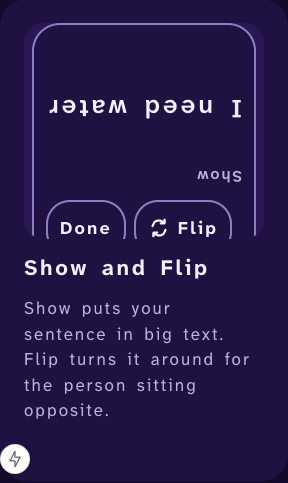 I need water
Show
Done
Flip
Show and Flip
Show puts your
sentence in big text.
Flip turns it around for
the person sitting
opposite.